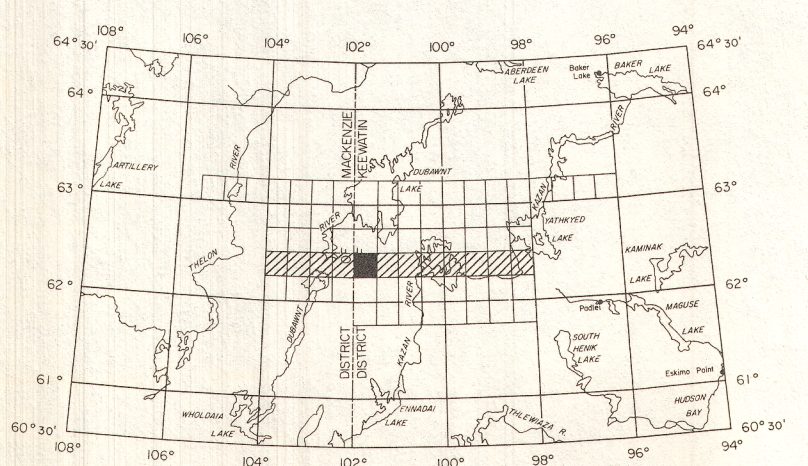 108° 106° 104° 102° 100° 98° 96° 94°
64° 30' 64° 30'
Baker Lake
BAKER LAKE
ABERDEEN LAKE
64° 64°
RIVER
MACKENZIE
KEEWATIN
RIVER
ARTILLERY LAKE
DUBAWNT LAKE
63° 63°
KAZAN
RIVER
YATHKYED LAKE
THELON
OF
OF
KAMINAK LAKE
62° 62°
RIVER
Padlei
MAGUSE LAKE
DUBAWNT
DISTRICT
DISTRICT
KAZAN
SOUTH HENIK LAKE
Eskimo Point
61° 61°
WHOLDAIA LAKE
ENNADAI LAKE
THLEWIAZA R.
HUDSON BAY
60° 30' 60° 30'
108° 106° 104° 102° 100° 98° 96° 94°